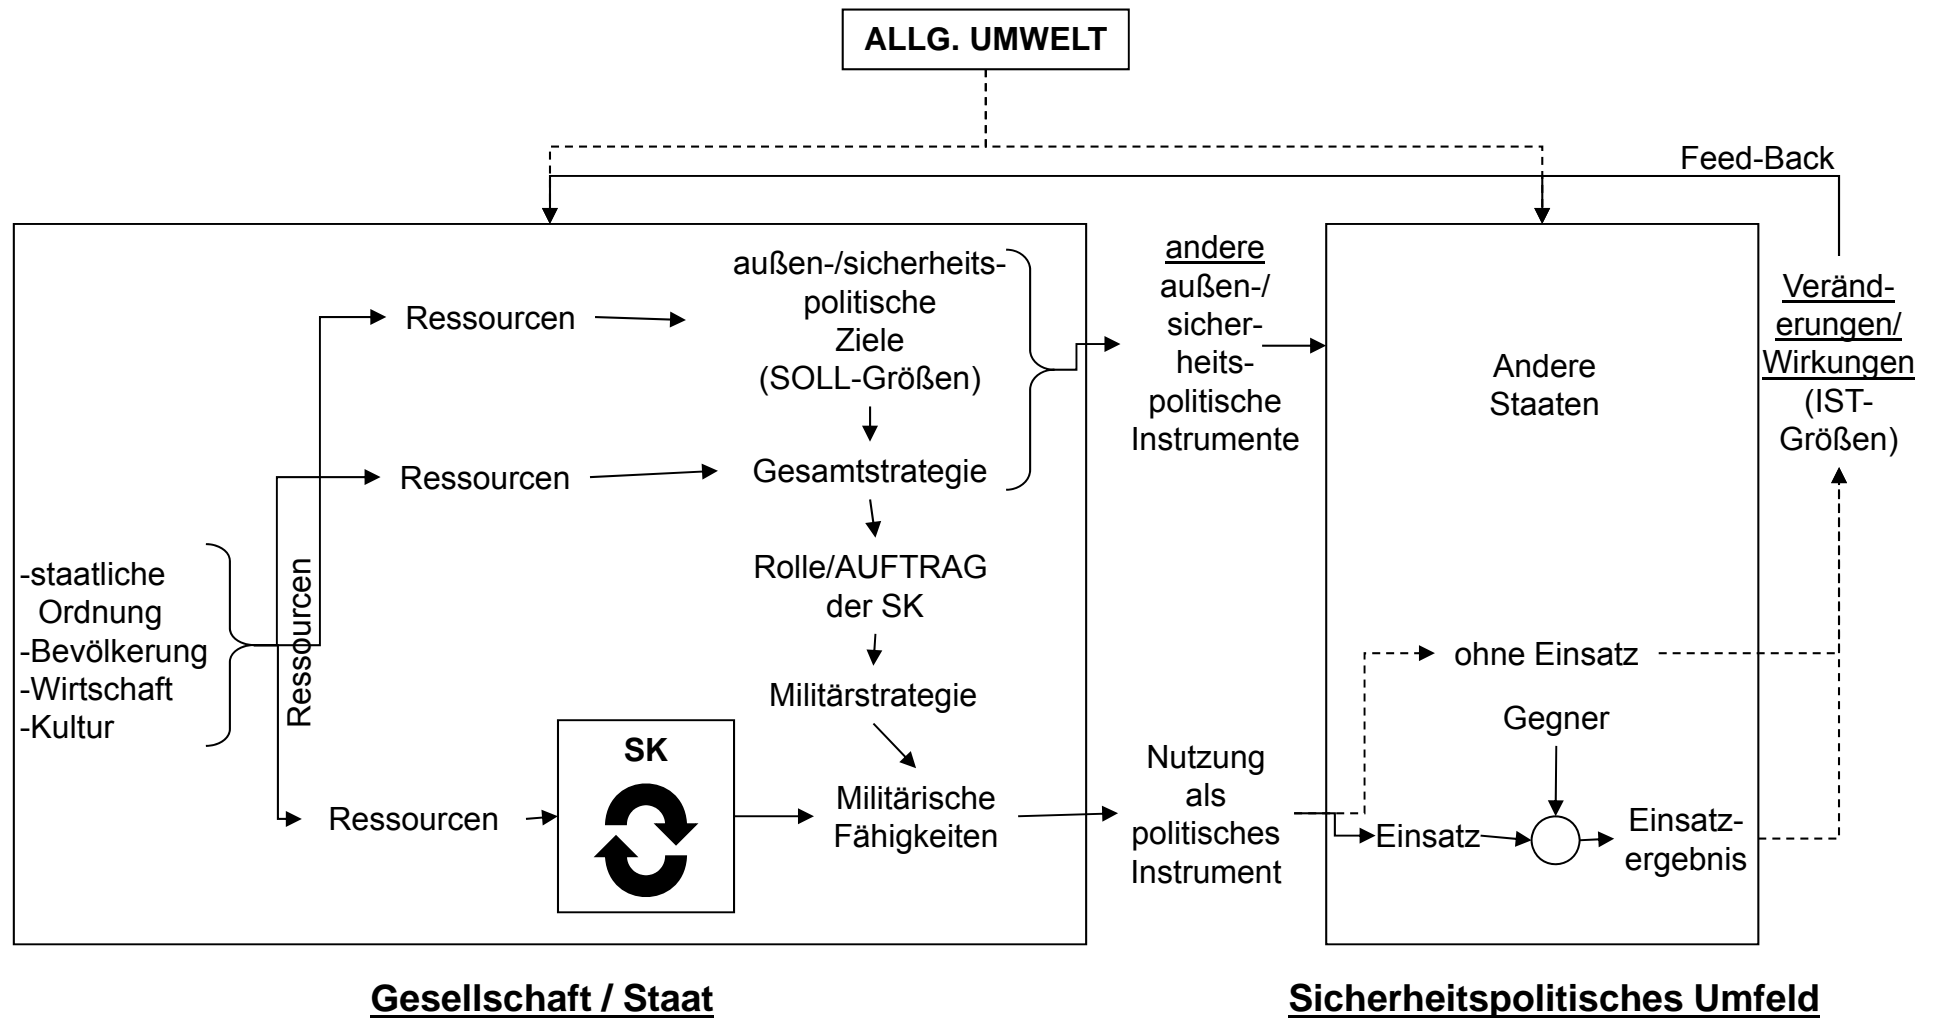 ALLG. UMWELT
Feed-Back
außen-/sicherheits-
politische
Ziele
(SOLL-Größen)
Ressourcen
Gesamtstrategie
Ressourcen
Rolle/AUFTRAG
der SK
-staatliche
Ordnung
-Bevölkerung
-Wirtschaft
-Kultur
Ressourcen
Militärstrategie
SK
Ressourcen
Militärische
Fähigkeiten
andere
außen-/
sicher-
heits-
politische
Instrumente
Nutzung
als
politisches
Instrument
Andere
Staaten
ohne Einsatz
Gegner
Einsatz
Einsatz-
ergebnis
Veränd-
erungen/
Wirkungen
(IST-
Größen)
Gesellschaft / Staat
Sicherheitspolitisches Umfeld